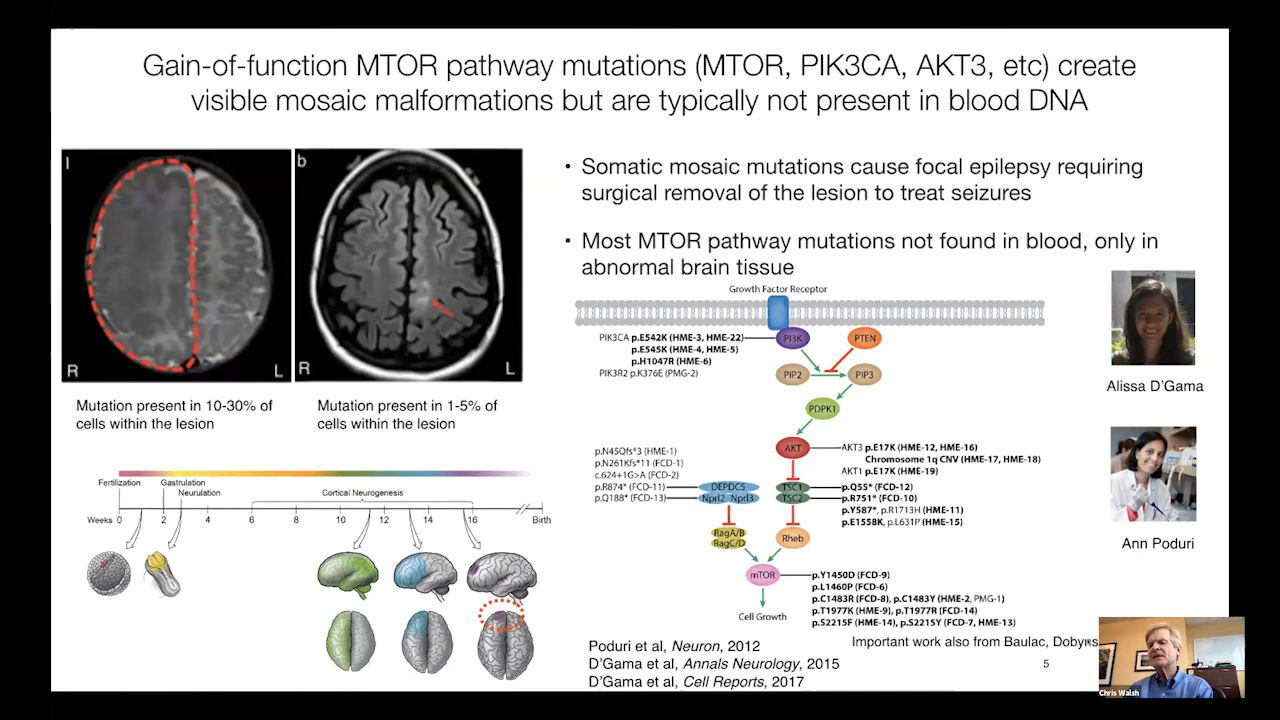 Gain-of-function MTOR pathway mutations (MTOR, PIK3CA, AKT3, etc) create
visible mosaic malformations but are typically not present in blood DNA
b
R
L
R
L
Mutation present in 10-30% of
cells within the lesion
Mutation present in 1-5% of
cells within the lesion
Fertilization
Gastrulation
Neurulation
Cortical Neurogenesis
Weeks 0 2 4 6 8 10 12 14 16 Birth
• Somatic mosaic mutations cause focal epilepsy requiring
surgical removal of the lesion to treat seizures
• Most MTOR pathway mutations not found in blood, only in
abnormal brain tissue
Growth Factor Receptor
PIK3CA p.E542K (HME-3, HME-22)
p.E545K (HME-4, HME-5)
p.H1047R (HME-6)
PIK3R2 p.K376E (PMG-2)
PI3K
PTEN
PIP2
PIP3
PDPK1
AKT
AKT3 p.E17K (HME-12, HME-16)
Chromosome 1q CNV (HME-17, HME-18)
AKT1 p.E17K (HME-19)
p.N45Qfs*3 (HME-1)
p.N261Kfs*11 (FCD-1)
c.624+1G>A (FCD-2)
p.R874* (FCD-11)
p.Q188* (FCD-13)
DEPDC5
Nprl2 Nprl3
TSC1
TSC2
p.Q55* (FCD-12)
p.R751* (FCD-10)
p.Y587*, p.R1713H (HME-11)
p.E1558K, p.L631P (HME-15)
RagA/B
RagC/D
Rheb
mTOR
p.Y1450D (FCD-9)
p.L1460P (FCD-6)
p.C1483R (FCD-8), p.C1483Y (HME-2, PMG-1)
p.T1977K (HME-9), p.T1977R (FCD-14)
p.S2215F (HME-14), p.S2215Y (FCD-7, HME-13)
Cell Growth
Alissa D'Gama
Ann Poduri
Important work also from Baulac, Dobyns
Poduri et al, Neuron, 2012
D'Gama et al, Annals Neurology, 2015
D'Gama et al, Cell Reports, 2017
5
Chris Walsh